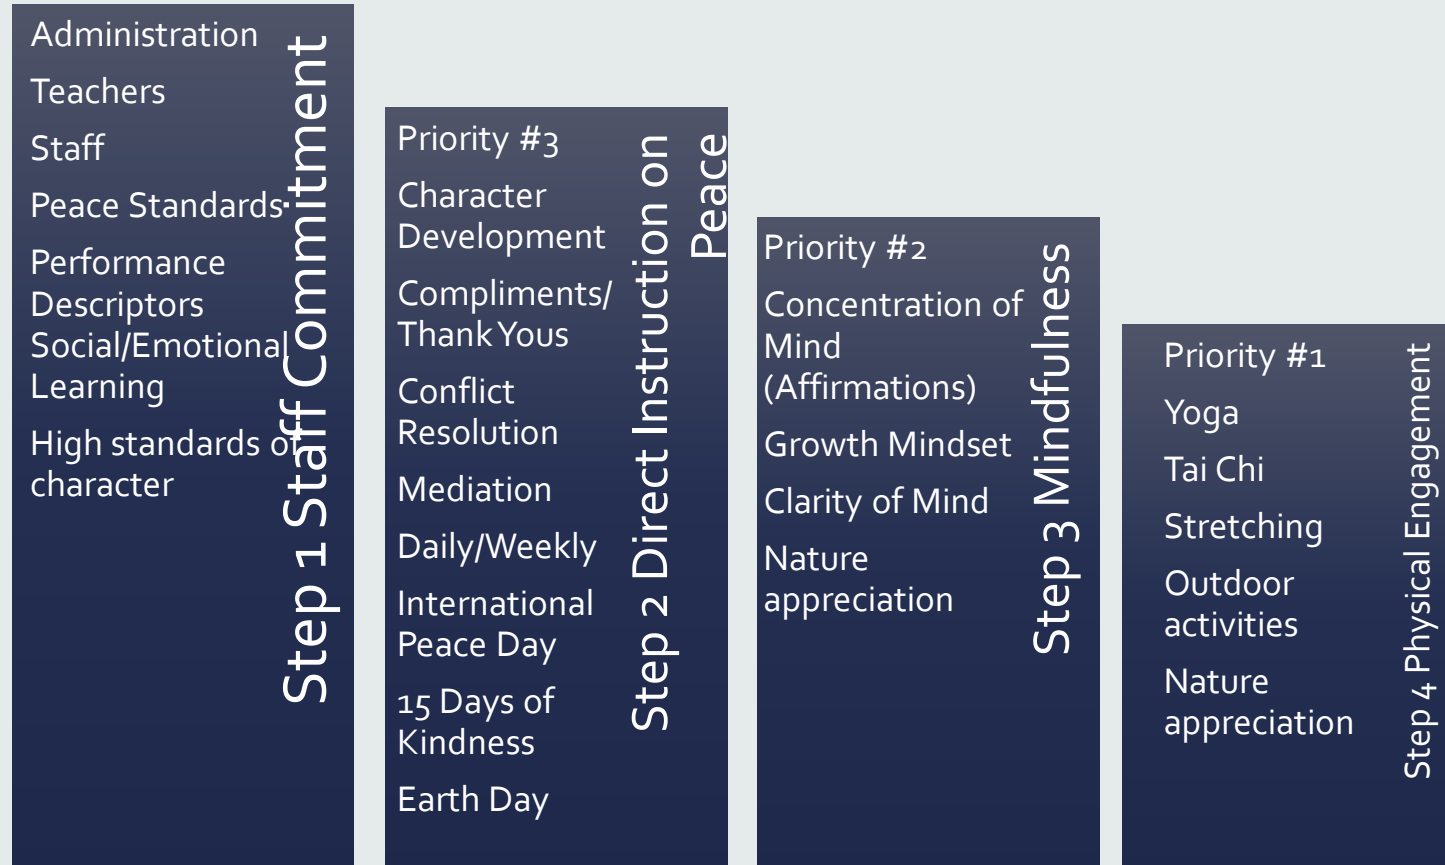 Administration
Teachers
Staff
Peace Standards
Performance
Descriptors
Social/Emotional
Learning
High standards of
character
Step 1 Staff Commitment
Priority #3
Character
Development
Compliments/
Thank Yous
Conflict
Resolution
Mediation
Daily/Weekly
International
Peace Day
15 Days of
Kindness
Earth Day
Step 2 Direct Instruction on
Peace
Priority #2
Concentration of
Mind
(Affirmations)
Growth Mindset
Clarity of Mind
Nature
appreciation
Step 3 Mindfulness
Priority #1
Yoga
Tai Chi
Stretching
Outdoor
activities
Nature
appreciation
Step 4 Physical Engagement